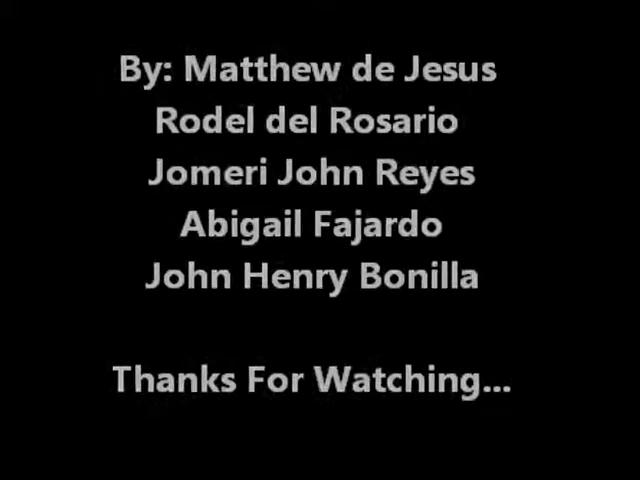 By: Matthew de Jesus
Rodel del Rosario
Jomeri John Reyes
Abigail Fajardo
John Henry Bonilla
Thanks For Watching...